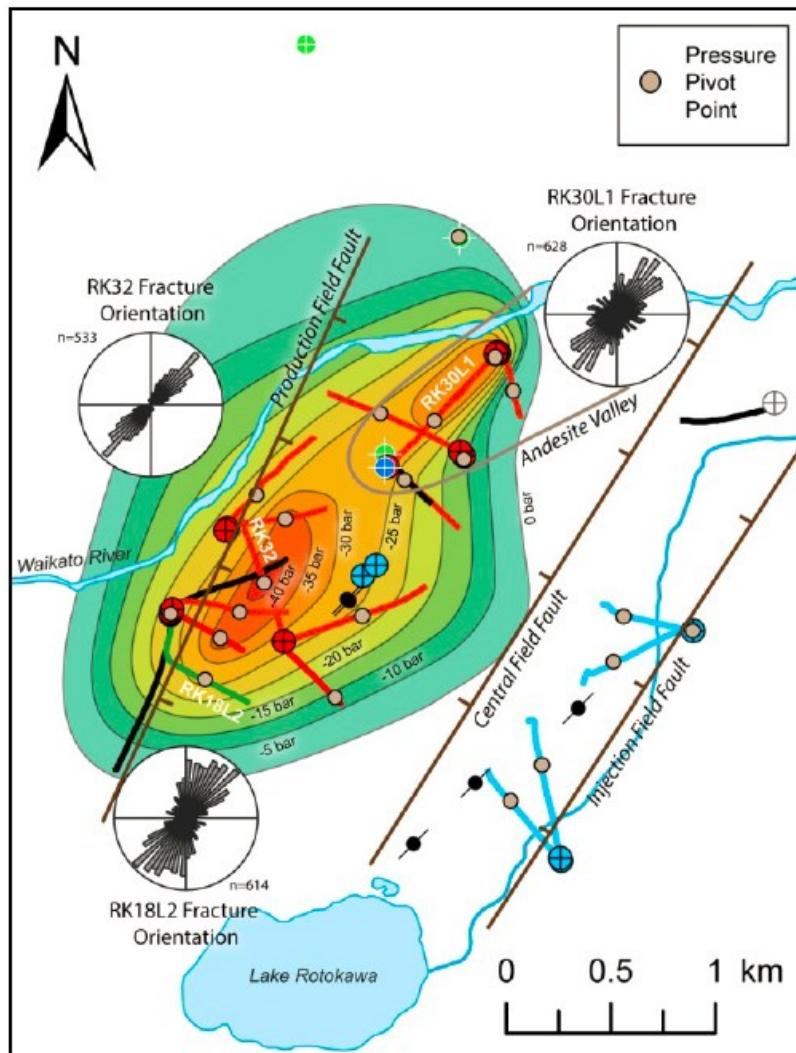 N
Pressure
Pivot
Point
RK30L1 Fracture
Orientation
n=628
RK32 Fracture
Orientation
n=533
Production Field Fault
RK30L1
Andesite Valley
0 bar
-25 bar
-30 bar
-35 bar
-40 bar
RK32
Waikato River
-20 bar
-10 bar
-15 bar
-5 bar
RK18L2
Central Field Fault
Injection Field Fault
n=614
RK18L2 Fracture
Orientation
Lake Rotokawa
0 0.5 1 km